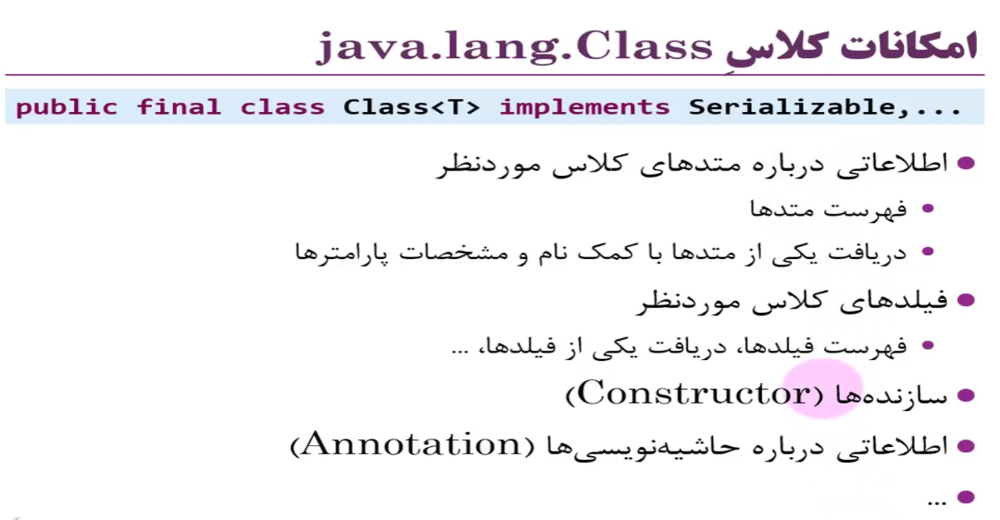 امکانات کلاسِ java.lang.Class
public final class Class<T> implements Serializable,...
• اطلاعاتی درباره متدهای کلاس موردنظر
• فهرست متدها
• دریافت یکی از متدها با کمک نام و مشخصات پارامترها
• فیلدهای کلاس موردنظر
• فهرست فیلدها، دریافت یکی از فیلدها، ...
• سازنده‌ها (Constructor)
• اطلاعاتی درباره حاشیه‌نویسی‌ها (Annotation)
• ...